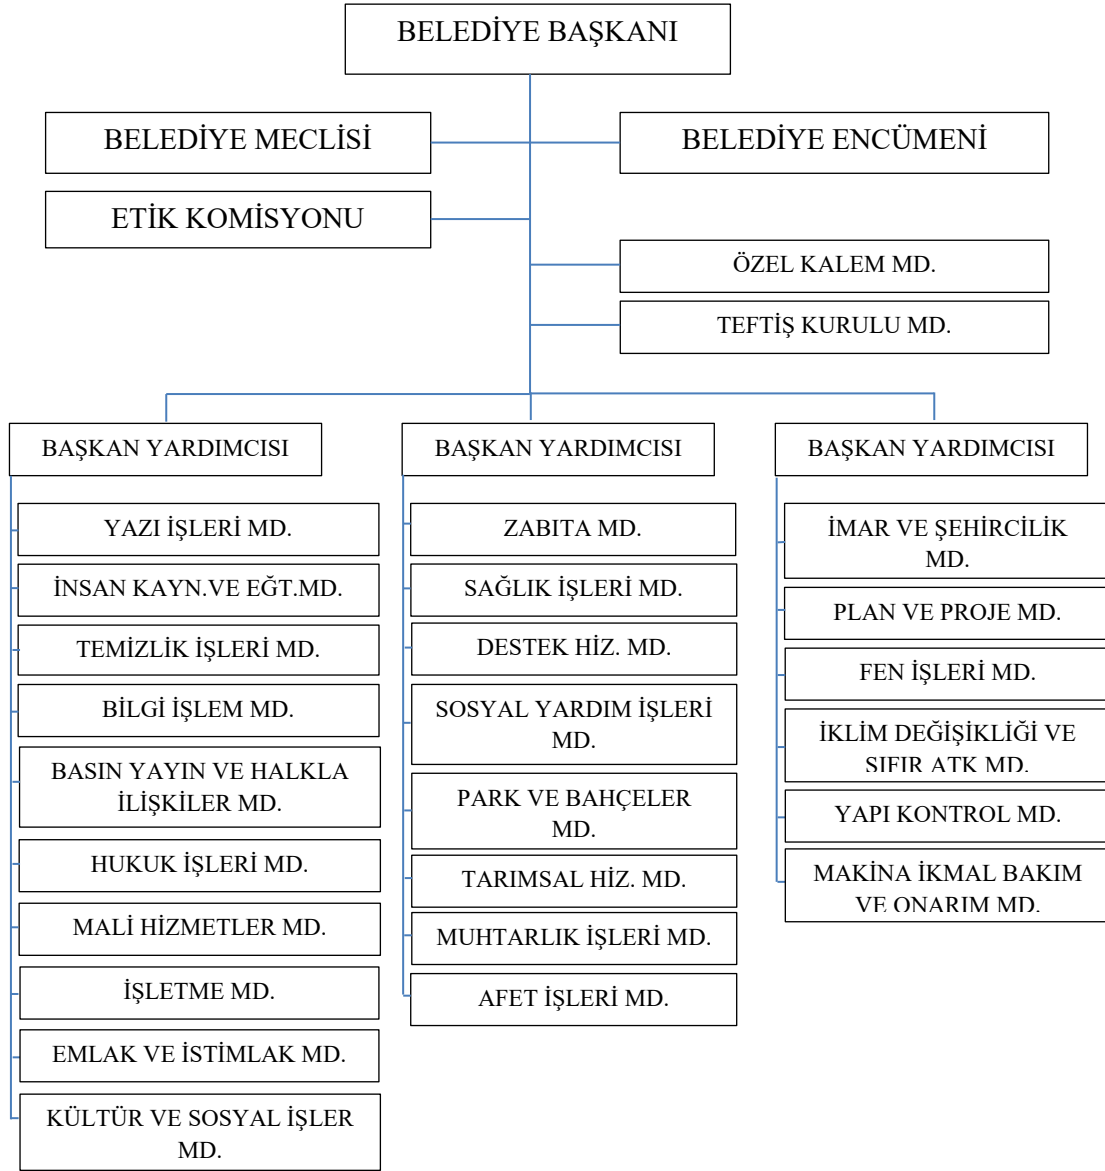 BELEDİYE BAŞKANI
BELEDİYE MECLİSİ
BELEDİYE ENCÜMENİ
ETİK KOMİSYONU
ÖZEL KALEM MD.
TEFTİŞ KURULU MD.
BAŞKAN YARDIMCISI
YAZI İŞLERİ MD.
İNSAN KAYN.VE EĞT.MD.
TEMİZLİK İŞLERİ MD.
BİLGİ İŞLEM MD.
BASIN YAYIN VE HALKLA
İLİŞKİLER MD.
HUKUK İŞLERİ MD.
MALİ HİZMETLER MD.
İŞLETME MD.
EMLAK VE İSTİMLAK MD.
KÜLTÜR VE SOSYAL İŞLER
MD.
BAŞKAN YARDIMCISI
ZABITA MD.
SAĞLIK İŞLERİ MD.
DESTEK HİZ. MD.
SOSYAL YARDIM İŞLERİ
MD.
PARK VE BAHÇELER
MD.
TARIMSAL HİZ. MD.
MUHTARLIK İŞLERİ MD.
AFET İŞLERİ MD.
BAŞKAN YARDIMCISI
İMAR VE ŞEHİRCİLİK
MD.
PLAN VE PROJE MD.
FEN İŞLERİ MD.
İKLİM DEĞİŞİKLİĞİ VE
SIFIR ATK MD.
YAPI KONTROL MD.
MAKİNA İKMAL BAKIM
VE ONARIM MD.